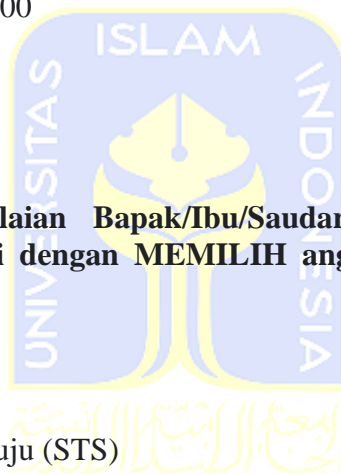 00
ISLAM
UNIVERSITAS
INDONESIA
laian Bapak/Ibu/Saudar
i dengan MEMILIH ang
uju (STS)